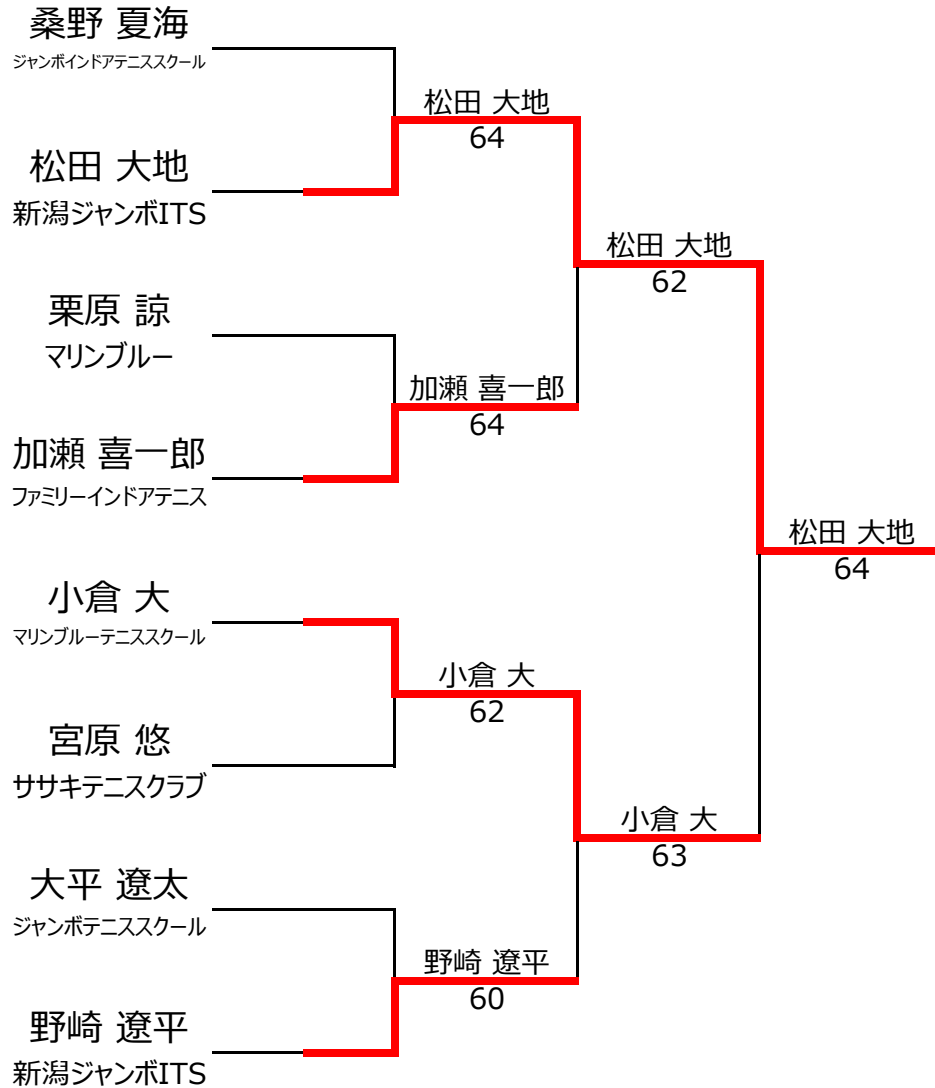 桑野 夏海
ジャンボインドアテニススクール
松田 大地
64
松田 大地
新潟ジャンボITS
松田 大地
62
栗原 諒
マリンブルー
加瀬 喜一郎
64
加瀬 喜一郎
ファミリーインドアテニス
松田 大地
64
小倉 大
マリンブルーテニススクール
小倉 大
62
宮原 悠
ササキテニスクラブ
小倉 大
63
大平 遼太
ジャンボテニススクール
野崎 遼平
60
野崎 遼平
新潟ジャンボITS